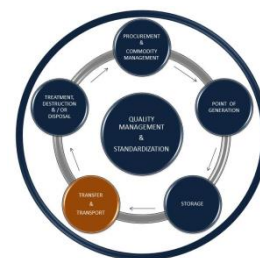 PROCUREMENT
&
COMMODITY
MANAGEMENT
POINT OF
GENERATION
STORAGE
TRANSFER
&
TRANSPORT
TREATMENT,
DESTRUCTION
& / OR
DISPOSAL
QUALITY
MANAGEMENT
&
STANDARDIZATION